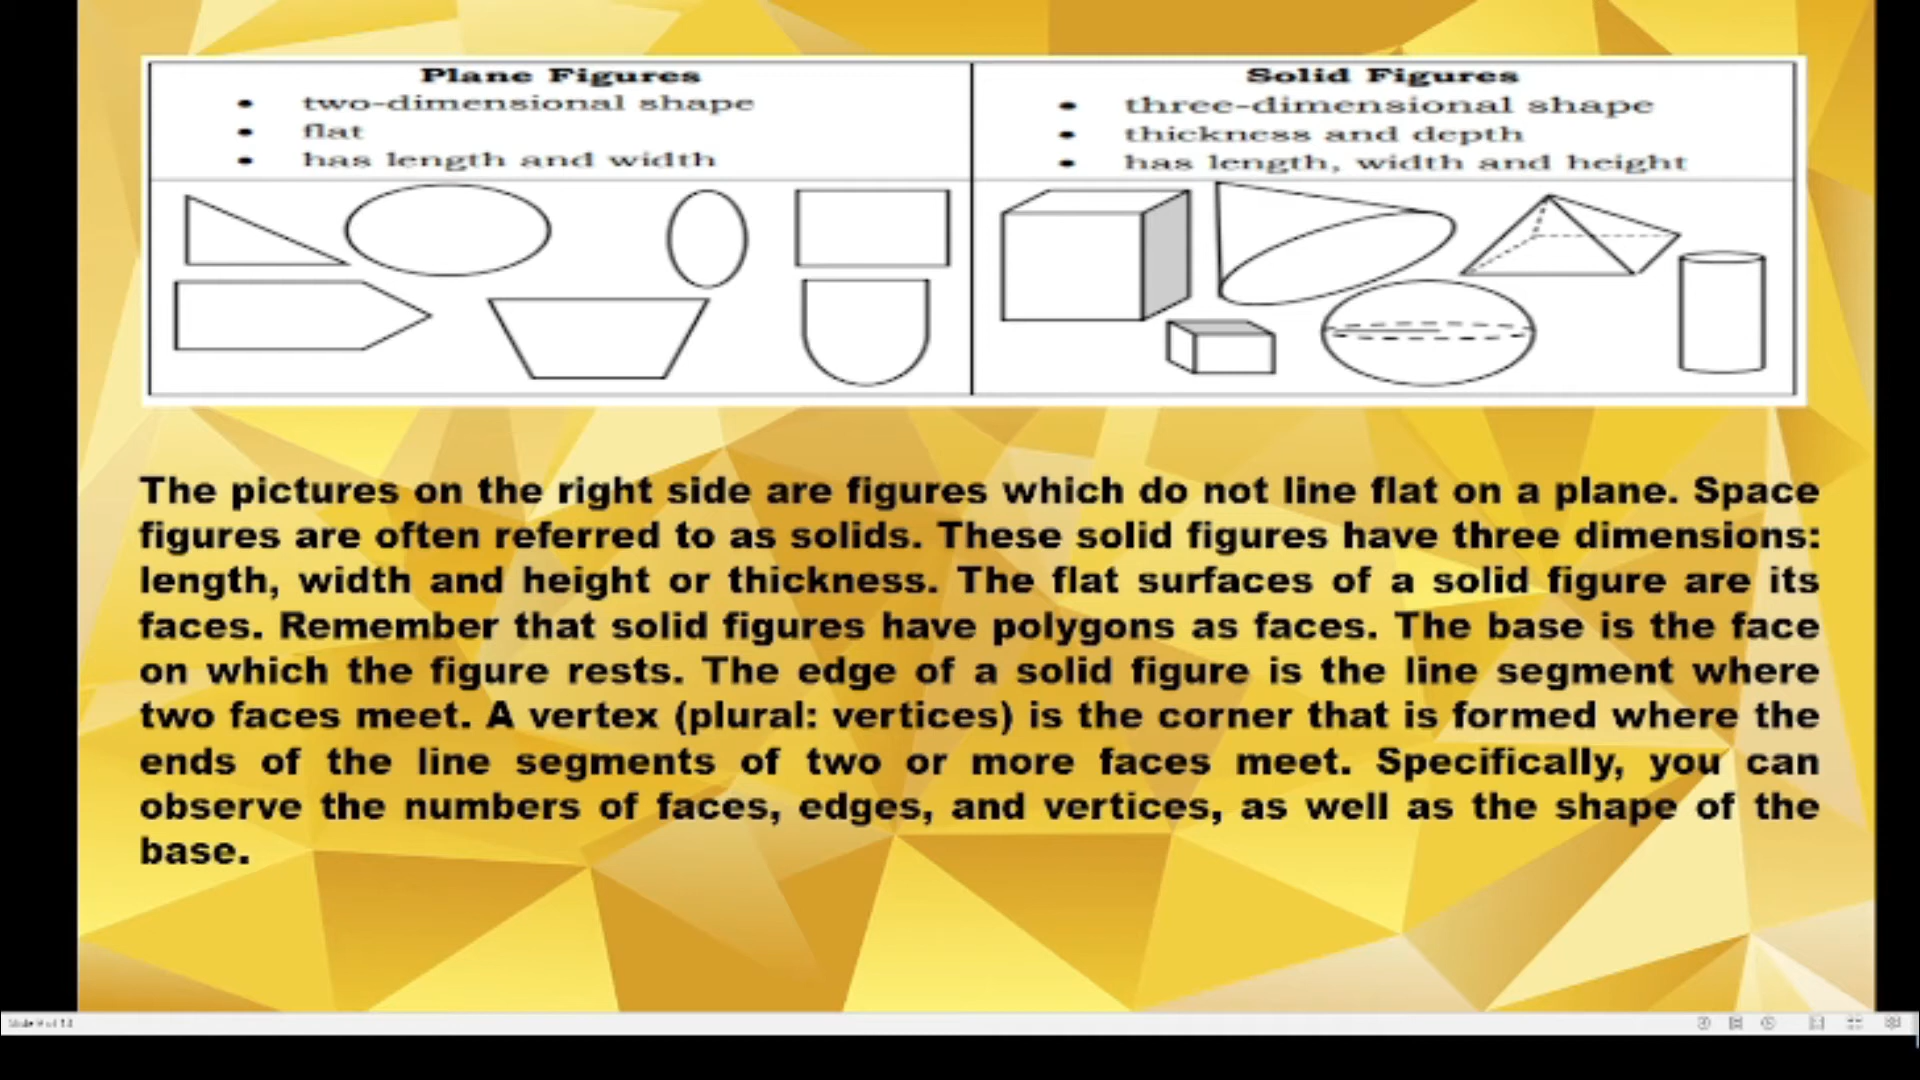 Plane Figures
• two-dimensional shape
• flat
• has length and width
Solid Figures
• three-dimensional shape
• thickness and depth
• has length, width and height
The pictures on the right side are figures which do not line flat on a plane. Space
figures are often referred to as solids. These solid figures have three dimensions:
length, width and height or thickness. The flat surfaces of a solid figure are its
faces. Remember that solid figures have polygons as faces. The base is the face
on which the figure rests. The edge of a solid figure is the line segment where
two faces meet. A vertex (plural: vertices) is the corner that is formed where the
ends of the line segments of two or more faces meet. Specifically, you can
observe the numbers of faces, edges, and vertices, as well as the shape of the
base.